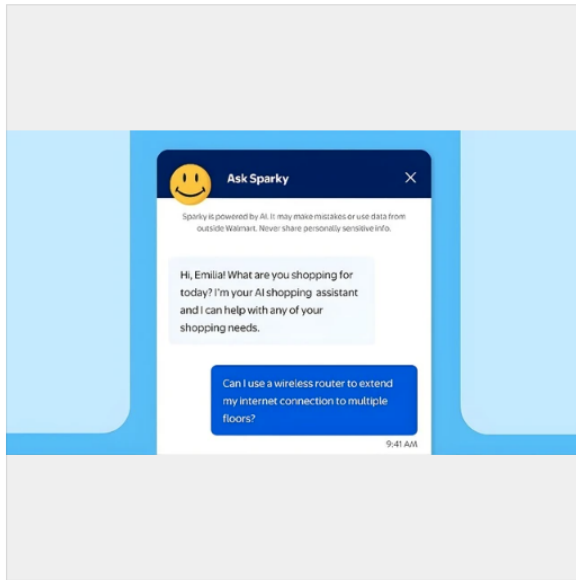 Ask Sparky
Sparky is powered by AI. It may make mistakes or use data from
outside Walmart. Never share personally sensitive info.
Hi, Emilia! What are you shopping for
today? I'm your AI shopping assistant
and I can help with any of your
shopping needs.
Can I use a wireless router to extend
my internet connection to multiple
floors?
9:41 AM